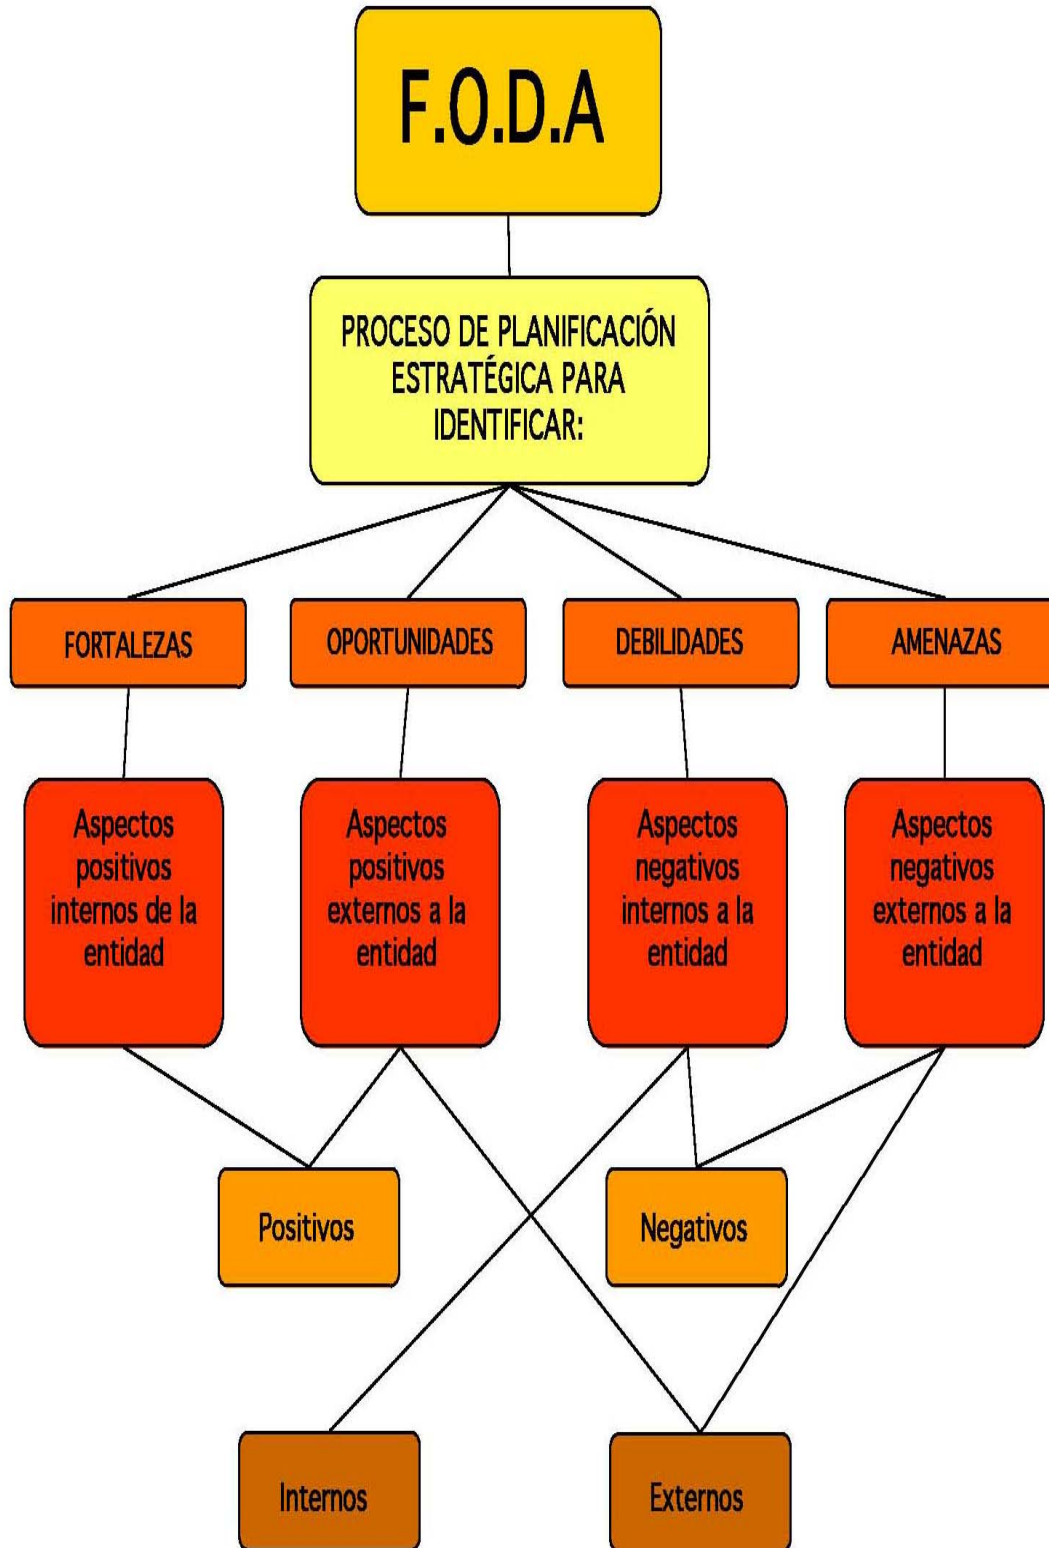 F.O.D.A
PROCESO DE PLANIFICACIÓN
ESTRATÉGICA PARA
IDENTIFICAR:
FORTALEZAS
OPORTUNIDADES
DEBILIDADES
AMENAZAS
Aspectos
positivos
internos de la
entidad
Aspectos
positivos
externos a la
entidad
Aspectos
negativos
internos a la
entidad
Aspectos
negativos
externos a la
entidad
Positivos
Negativos
Internos
Externos